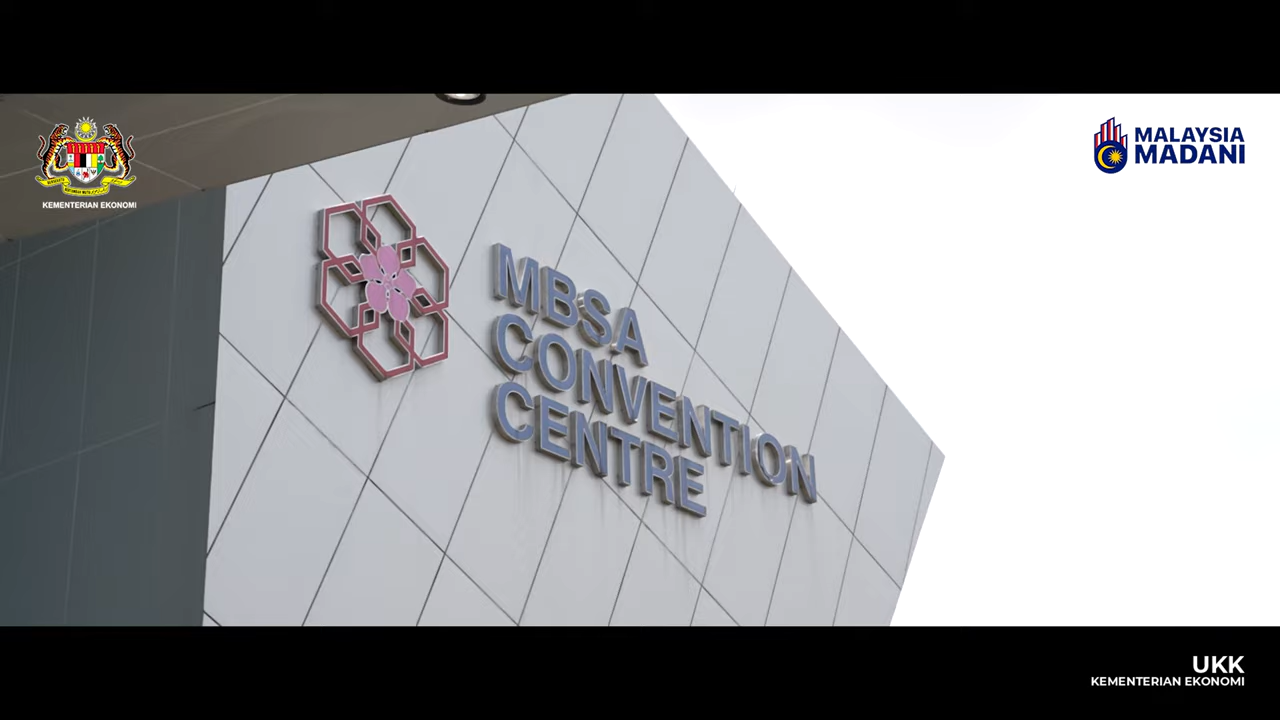 KEMENTERIAN EKONOMI
MALAYSIA
MADANI
MBSA
CONVENTION
CENTRE
UKK
KEMENTERIAN EKONOMI